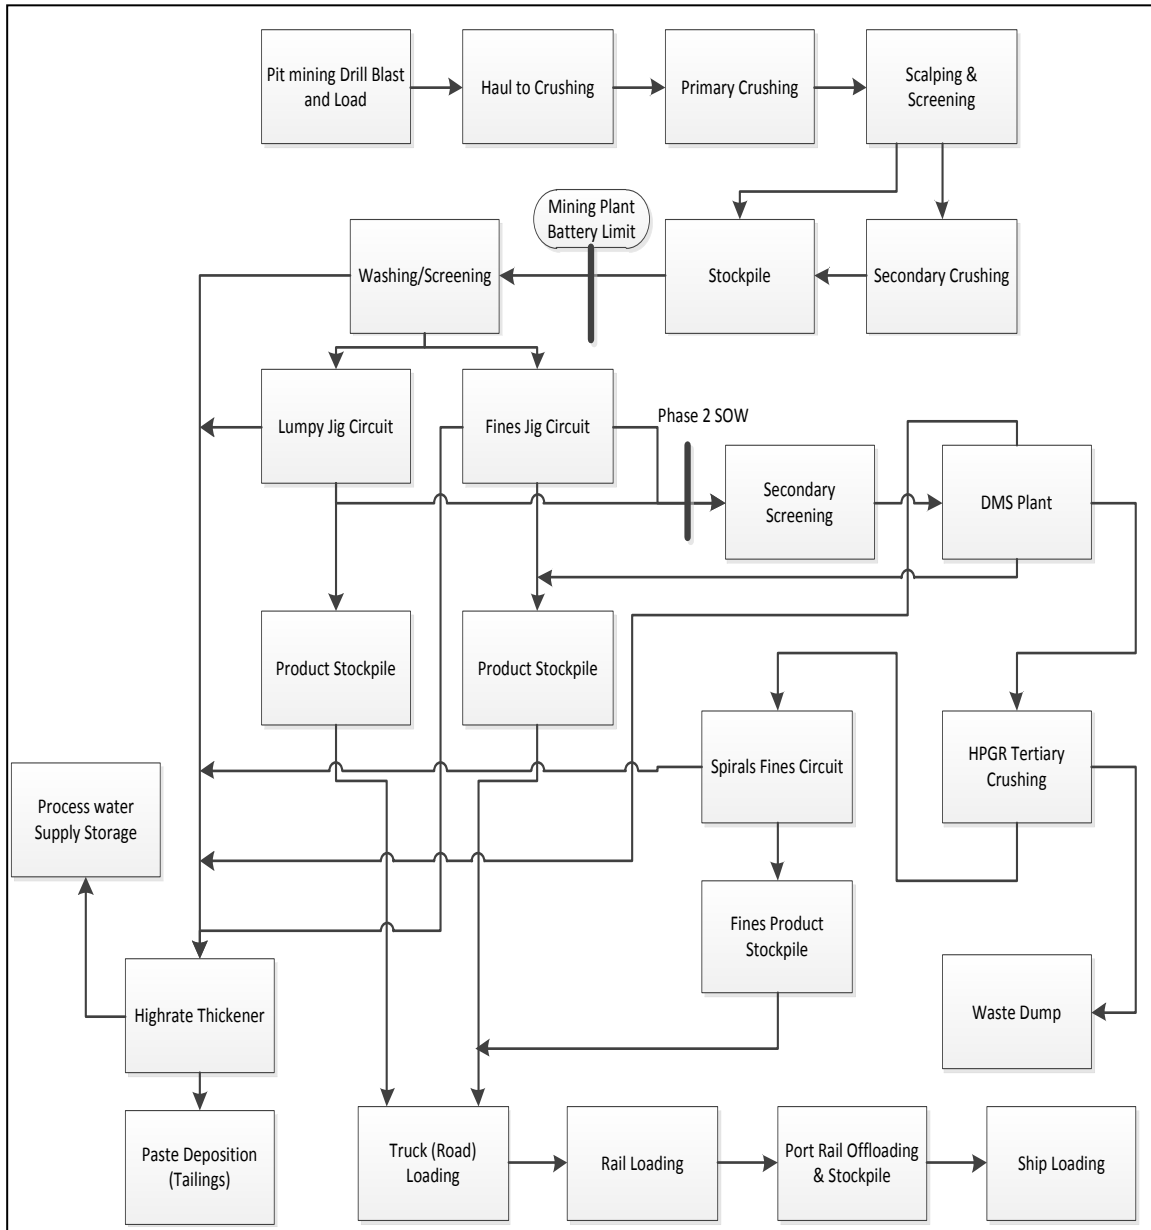 Pit mining Drill Blast
and Load
Haul to Crushing
Primary Crushing
Scalping &
Screening
Mining Plant
Battery Limit
Washing/Screening
Stockpile
Secondary Crushing
Lumpy Jig Circuit
Fines Jig Circuit
Phase 2 SOW
Secondary
Screening
DMS Plant
Product Stockpile
Product Stockpile
Spirals Fines Circuit
HPGR Tertiary
Crushing
Process water
Supply Storage
Fines Product
Stockpile
Highrate Thickener
Waste Dump
Paste Deposition
(Tailings)
Truck (Road)
Loading
Rail Loading
Port Rail Offloading
& Stockpile
Ship Loading